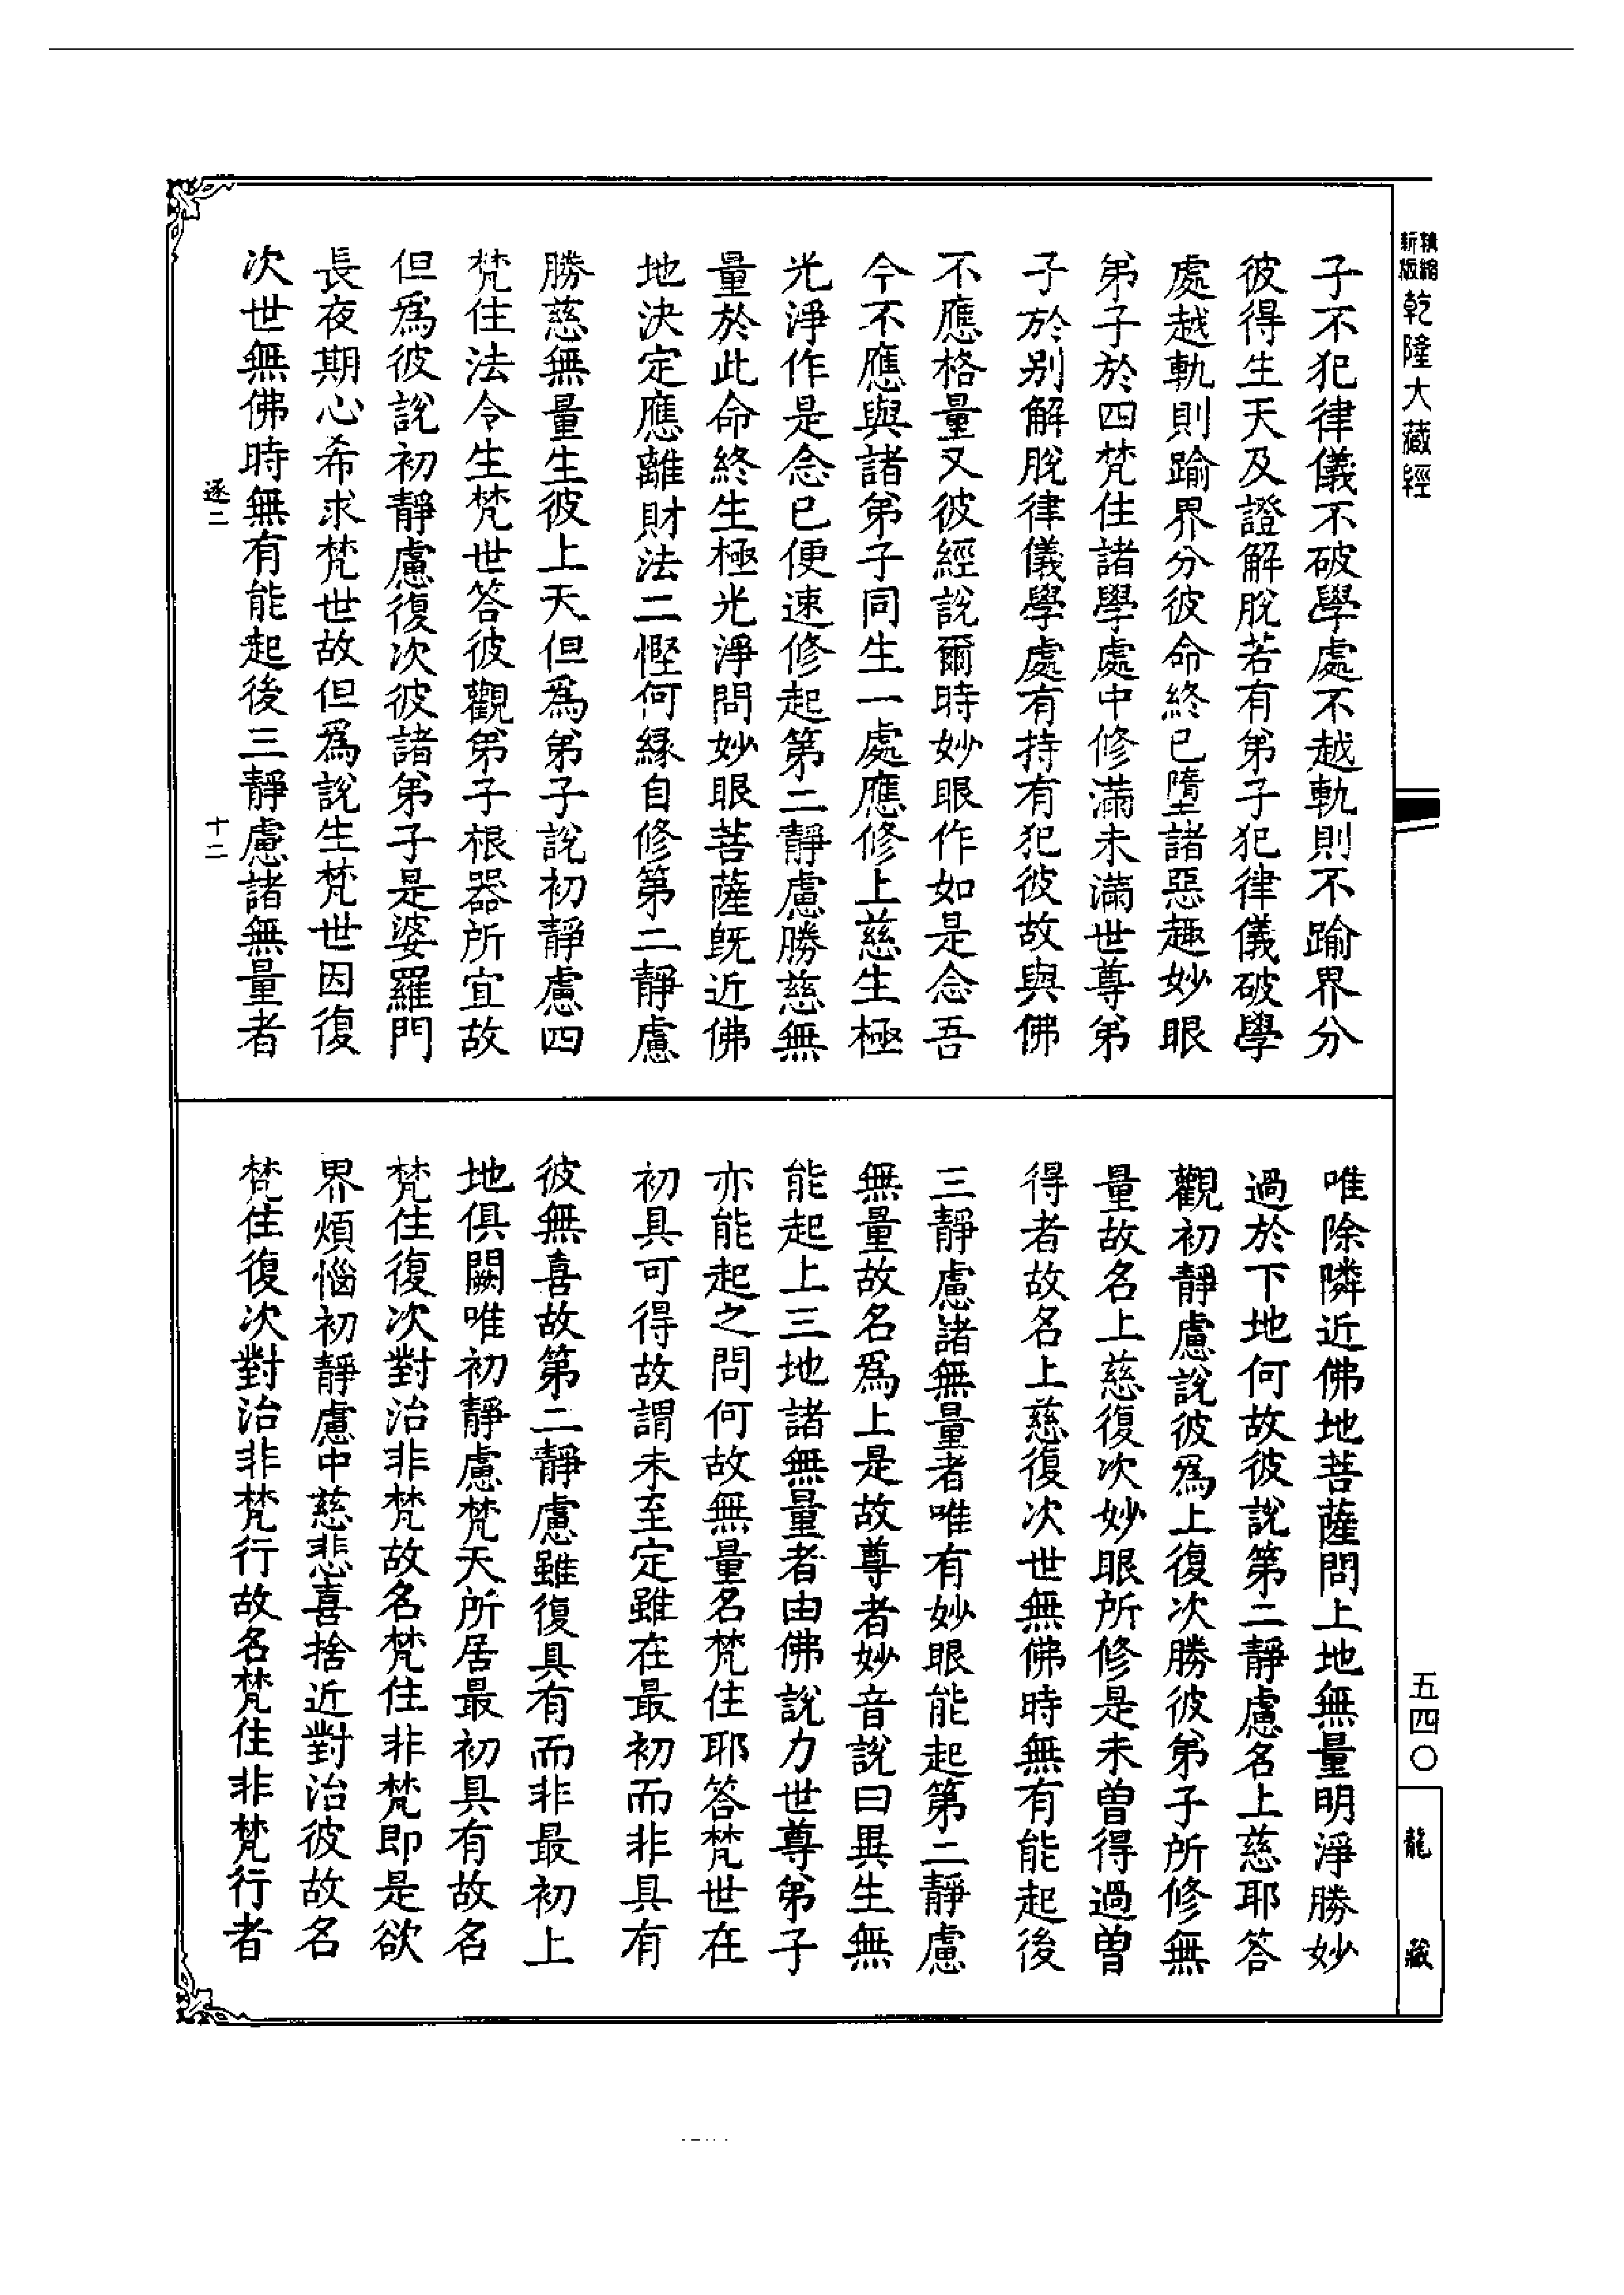 精縮新版乾隆大藏經
子不犯律儀不破學處不越軌則不踰界分
彼得生天及證解脫若有弟子犯律儀破學
處越軌則踰界分彼命終已墮諸惡趣妙眼
弟子於四梵住諸學處中修滿未滿世尊弟
子於别解脫律儀學處有持有犯彼故與佛
不應格量又彼經說爾時妙眼作如是念吾
今不應與諸弟子同生一處應修上慈生極
光淨作是念已便速修起第二靜慮勝慈無
量於此命終生極光淨問妙眼菩薩既近佛
地決定應離財法二慳何緣自修第二靜慮
勝慈無量生彼上天但爲弟子說初靜慮四
梵住法令生梵世答彼觀弟子根器所宜故
但爲彼說初靜慮復次彼諸弟子是婆羅門
長夜期心希求梵世故但爲說生梵世因復
次世無佛時無有能起後三靜慮諸無量者
逐二
十二
唯除隣近佛地菩薩問上地無量明淨勝妙
過於下地何故彼說第二靜慮名上慈耶答
觀初靜慮說彼爲上復次勝彼弟子所修無
量故名上慈復次妙眼所修是未曾得過曽
得者故名上慈復次世無佛時無有能起後
三靜慮諸無量者唯有妙眼能起第二靜慮
無量故名爲上是故尊者妙音說曰異生無
能起上三地諸無量者由佛說力世尊弟子
亦能起之問何故無量名梵住耶答梵世在
初具可得故謂未至定雖在最初而非具有
彼無喜故第二靜慮雖復具有而非最初上
地俱闕唯初靜慮梵天所居最初具有故名
梵住復次對治非梵故名梵住非梵即是欲
界煩惱初靜慮中慈悲喜捨近對治彼故名
梵住復次對治非梵行故名梵住非梵行者
五四〇
龍藏